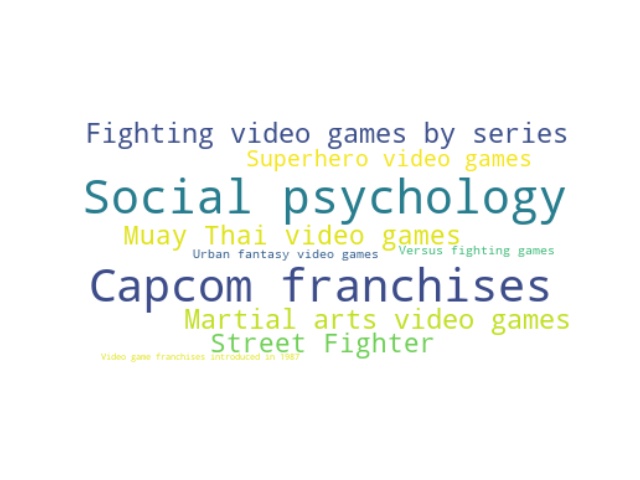 Fighting video games by series
Superhero video games
Social psychology
Muay Thai video games
Urban fantasy video games
Versus fighting games
Capcom franchises
Martial arts video games
Street Fighter
Video game franchises introduced in 1987